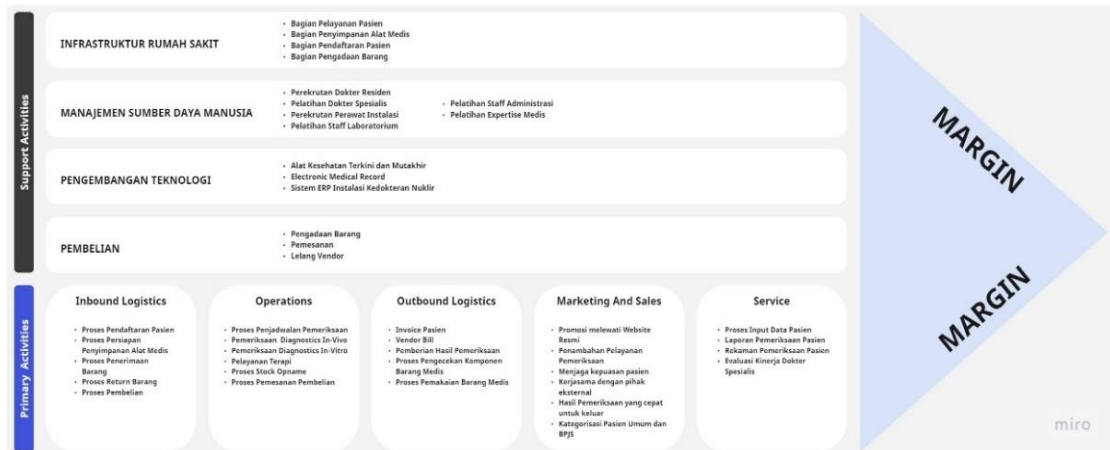 Support Activities
INFRASTRUKTUR RUMAH SAKIT
• Bagian Pelayanan Pasien
• Bagian Penyimpanan Alat Medis
• Bagian Pendaftaran Pasien
• Bagian Pengadaan Barang
MANAJEMEN SUMBER DAYA MANUSIA
• Perekrutan Dokter Residen
• Pelatihan Dokter Spesialis
• Perekrutan Perawat Instalasi
• Pelatihan Staff Laboratorium
• Pelatihan Staff Administrasi
• Pelatihan Expertise Medis
PENGEMBANGAN TEKNOLOGI
• Alat Kesehatan Terkini dan Mutakhir
• Electronic Medical Record
• Sistem ERP Instalasi Kedokteran Nuklir
PEMBELIAN
• Pengadaan Barang
• Pemesanan
• Lelang Vendor
Primary Activities
Inbound Logistics
• Proses Pendaftaran Pasien
• Proses Persiapan
Penyimpanan Alat Medis
• Proses Penerimaan
Barang
• Proses Return Barang
• Proses Pembelian
Operations
• Proses Penjadwalan Pemeriksaan
• Pemeriksaan Diagnostics In-Vivo
• Pemeriksaan Diagnostics In-Vitro
• Pelayanan Terapi
• Proses Stock Opname
• Proses Pemesanan Pembelian
Outbound Logistics
• Invoice Pasien
• Vendor Bill
• Pemberian Hasil Pemeriksaan
• Proses Pengecekan Komponen
Barang Medis
• Proses Pemakaian Barang Medis
Marketing And Sales
• Promosi melewati Website
Resmi
• Penambahan Pelayanan
Pemeriksaan
• Menjaga kepuasan pasien
• Kerjasama dengan pihak
eksternal
• Hasil Pemeriksaan yang cepat
untuk keluar
• Kategorisasi Pasien Umum dan
BPJS
Service
• Proses Input Data Pasien
• Laporan Pemeriksaan Pasien
• Rekaman Pemeriksaan Pasien
• Evaluasi Kinerja Dokter
Spesialis
MARGIN
MARGIN
miro